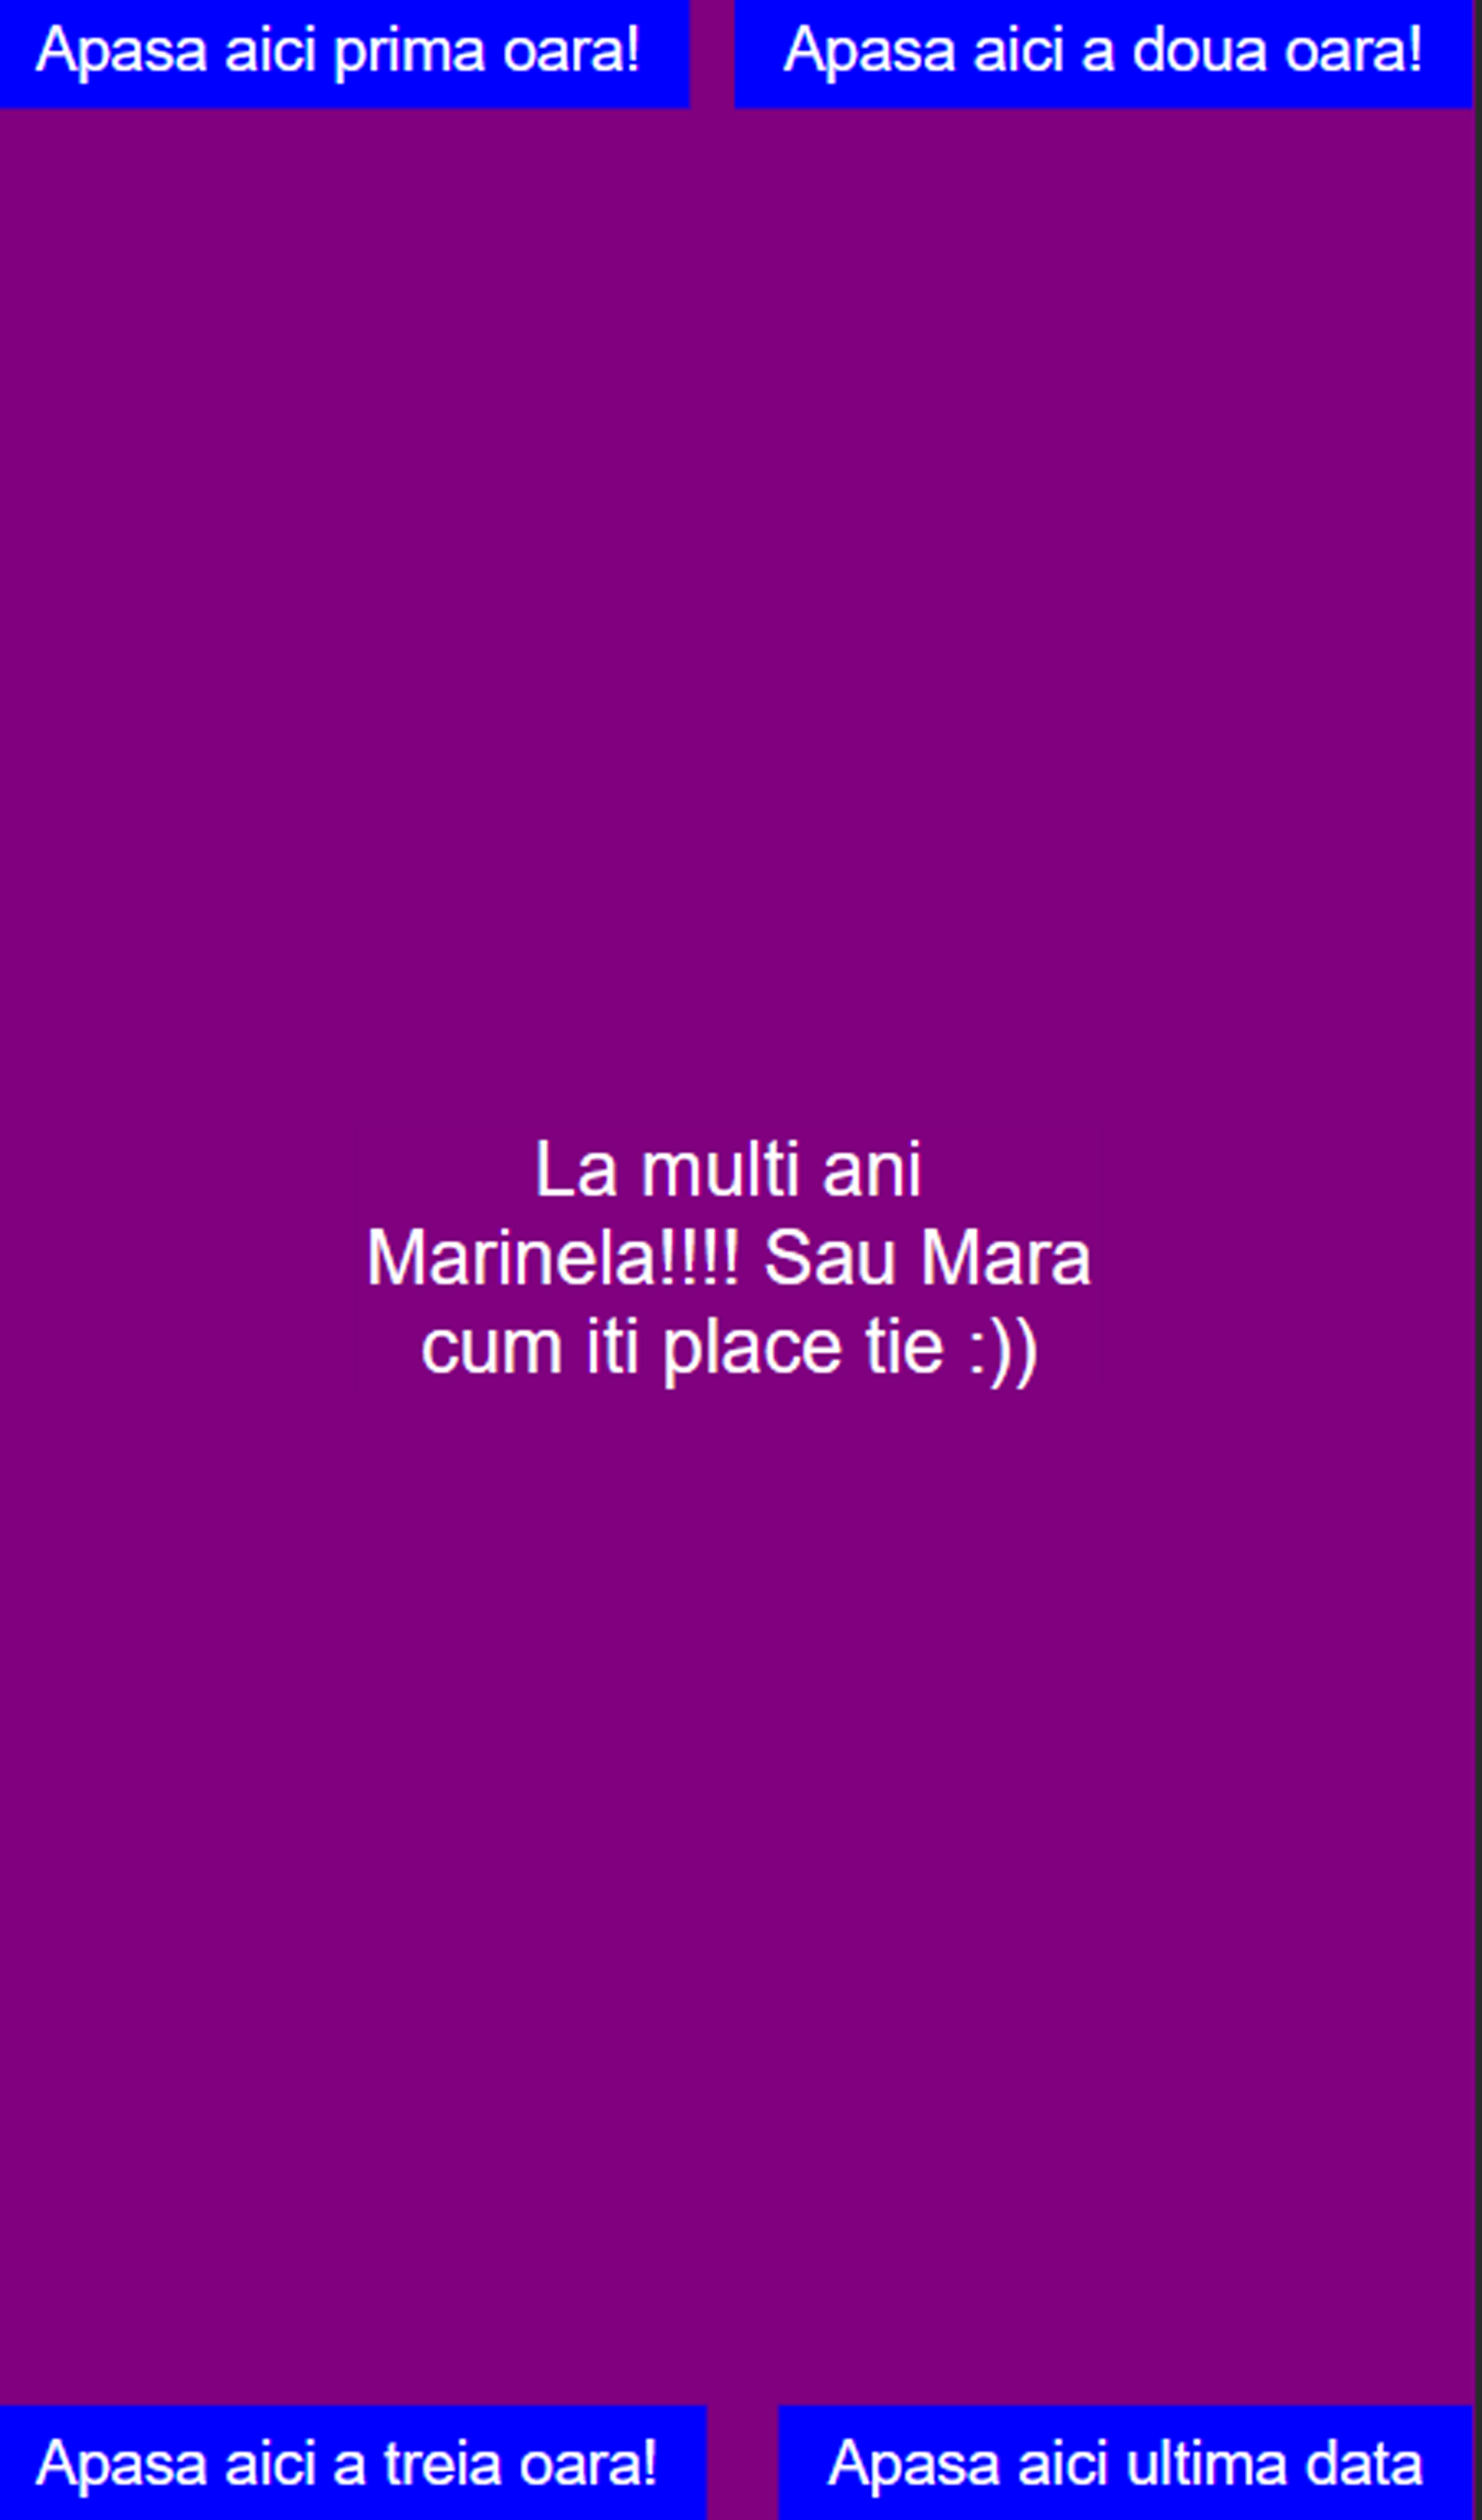 Apasa aici prima oara!
Apasa aici a doua oara!
La multi ani
Marinela!!!! Sau Mara
cum iti place tie :))
Apasa aici a treia oara!
Apasa aici ultima data